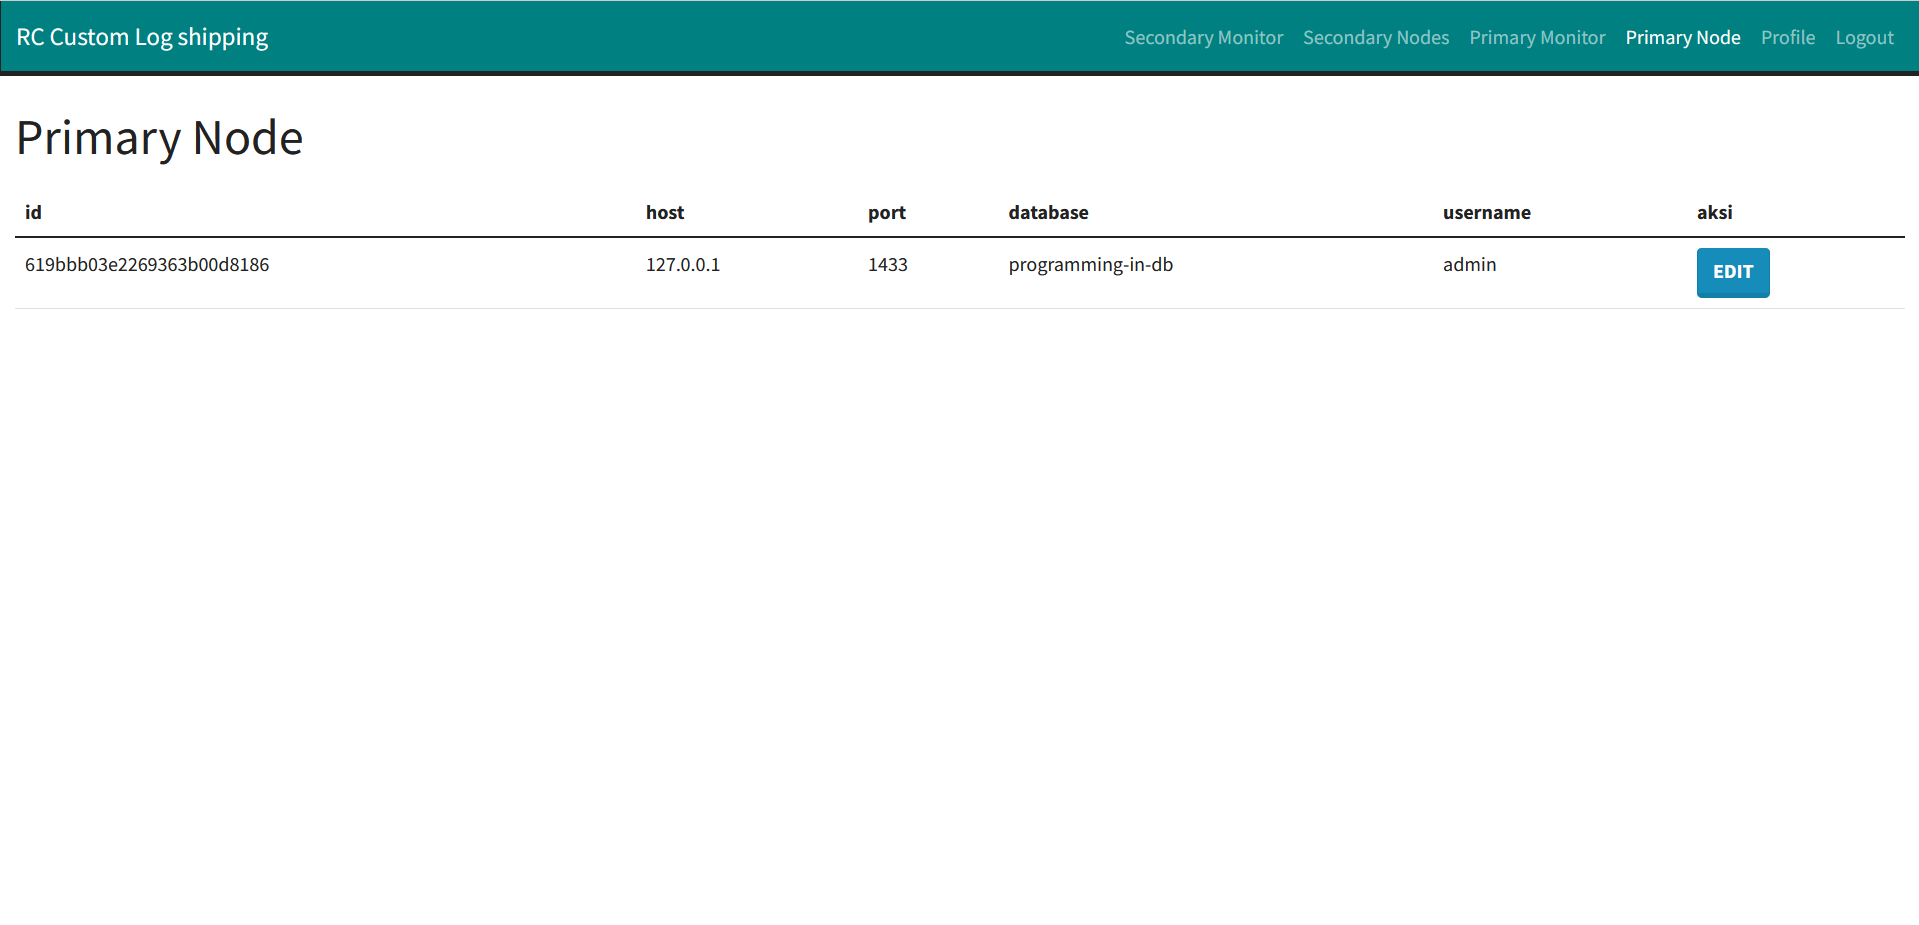 RC Custom Log shipping Secondary Monitor Secondary Nodes Primary Monitor Primary Node Profile Logout
Primary Node
id host port database username aksi
619bbb03e2269363b00d8186 127.0.0.1 1433 programming-in-db admin EDIT